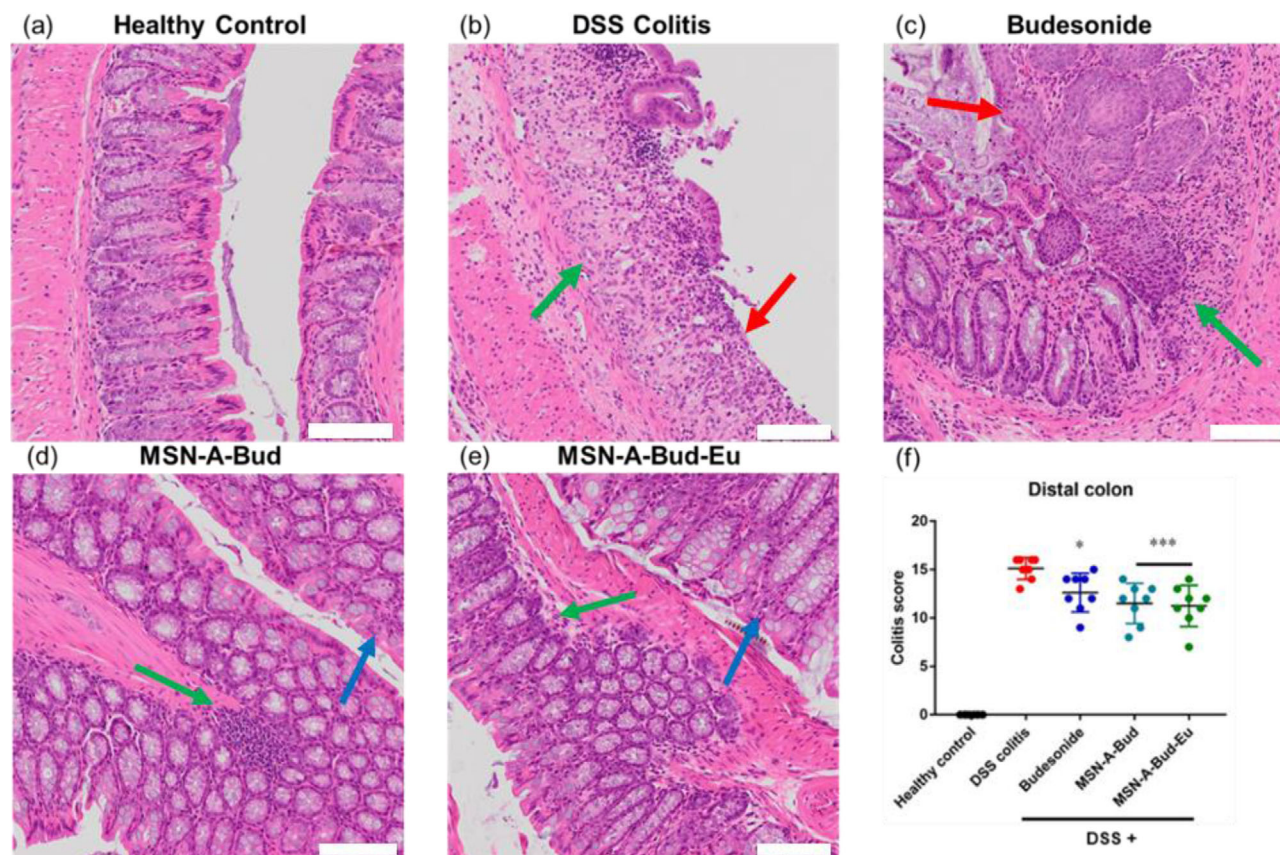 (a) Healthy Control
(b) DSS Colitis
(c) Budesonide
(d) MSN-A-Bud
(e) MSN-A-Bud-Eu
(f)
Distal colon
Colitis score
20
15
10
5
0
*
***
Healthy control
DSS colitis
Budesonide
MSN-A-Bud
MSN-A-Bud-Eu
DSS +